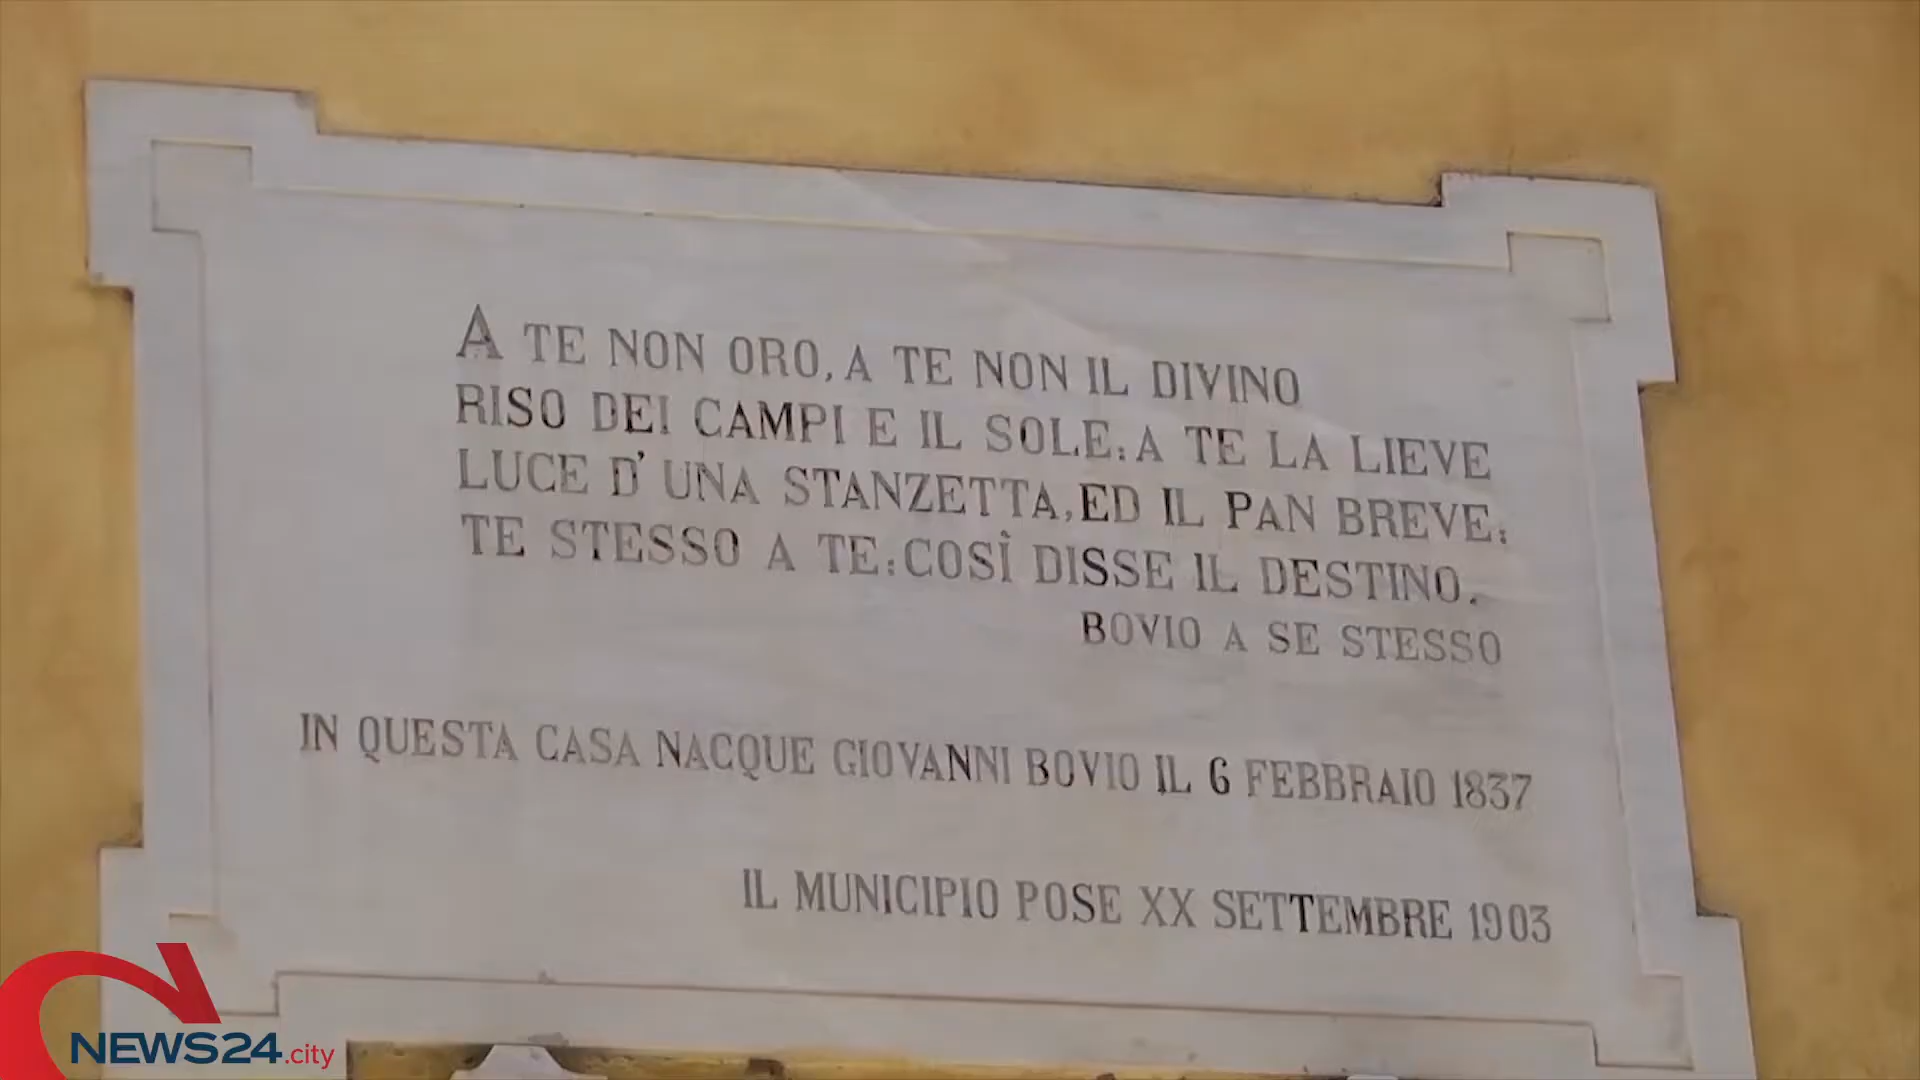 A TE NON ORO, A TE NON IL DIVINO
RISO DEI CAMPI E IL SOLE: A TE LA LIEVE
LUCE D'UNA STANZETTA, ED IL PAN BREVE:
TE STESSO A TE: COSÌ DISSE IL DESTINO.
BOVIO A SE STESSO
IN QUESTA CASA NACQUE GIOVANNI BOVIO IL 6 FEBBRAIO 1837
IL MUNICIPIO POSE XX SETTEMBRE 1903
NEWS24.city